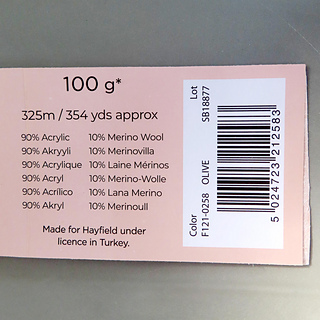 100 g*
325m / 354 yds approx
90% Acrylic 10% Merino Wool
90% Akryyli 10% Merinovilla
90% Acrylique 10% Laine Mérinos
90% Acryl 10% Merino-Wolle
90% Acrílico 10% Lana Merino
90% Akryl 10% Merinoull
Made for Hayfield under
licence in Turkey.
Color
F121-0258 OLIVE
Lot
SB18877
5 024723 212583